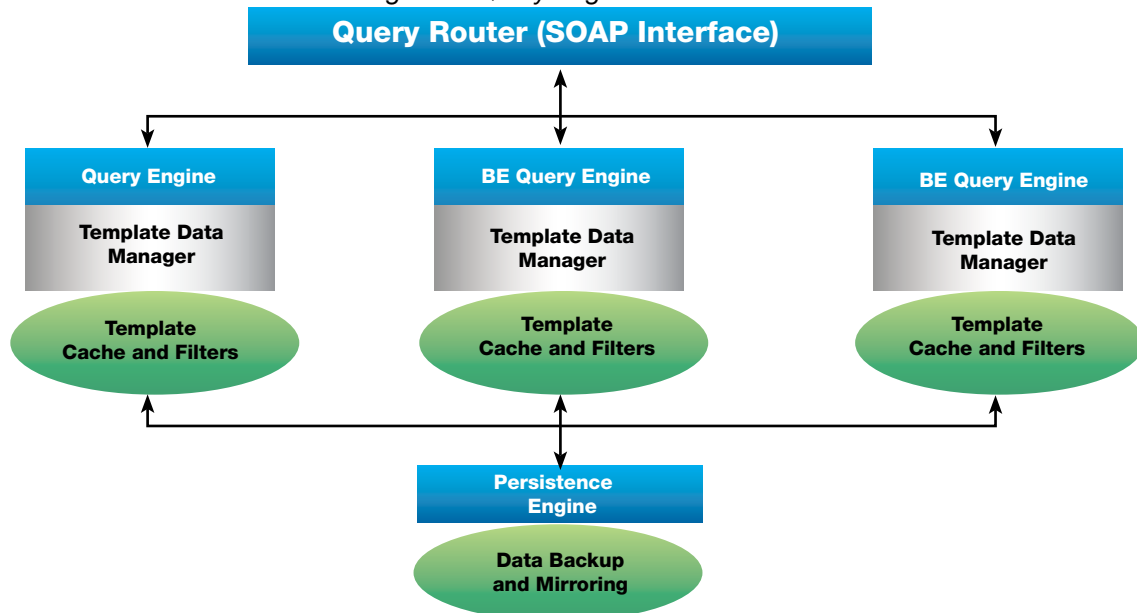 Query Router (SOAP Interface)
Query Engine
Template Data
Manager
Template
Cache and Filters
BE Query Engine
Template Data
Manager
Template
Cache and Filters
BE Query Engine
Template Data
Manager
Template
Cache and Filters
Persistence
Engine
Data Backup
and Mirroring